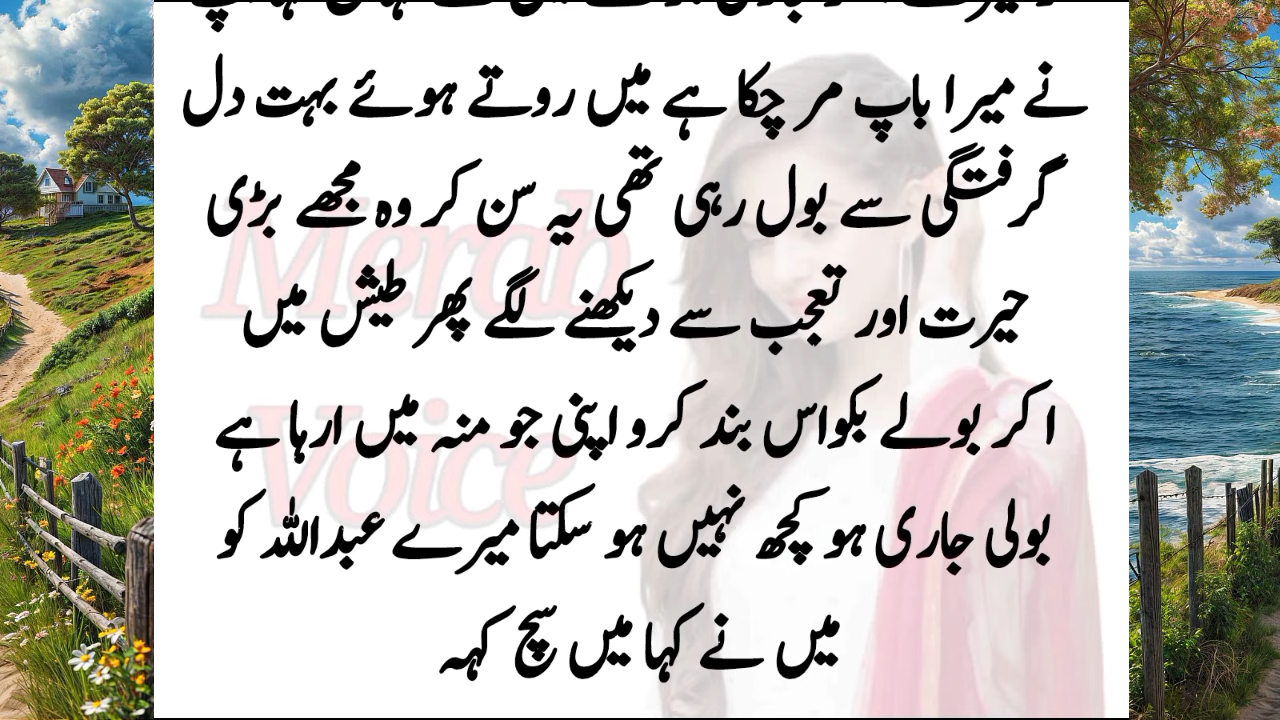 نے میرا باپ مر چکا ہے میں روتے ہوئے بہت دل
گرفتگی سے بول رہی تھی یہ سن کر وہ مجھے بڑی
حیرت اور تعجب سے دیکھنے لگے پھر طیش میں
ا کر بولے بکواس بند کرو اپنی جو منہ میں ارہا ہے
بولی جاری ہو کچھ نہیں ہو سکتا میرے عبداللہ کو
میں نے کہا میں سچ کہہ
Merab
Voice